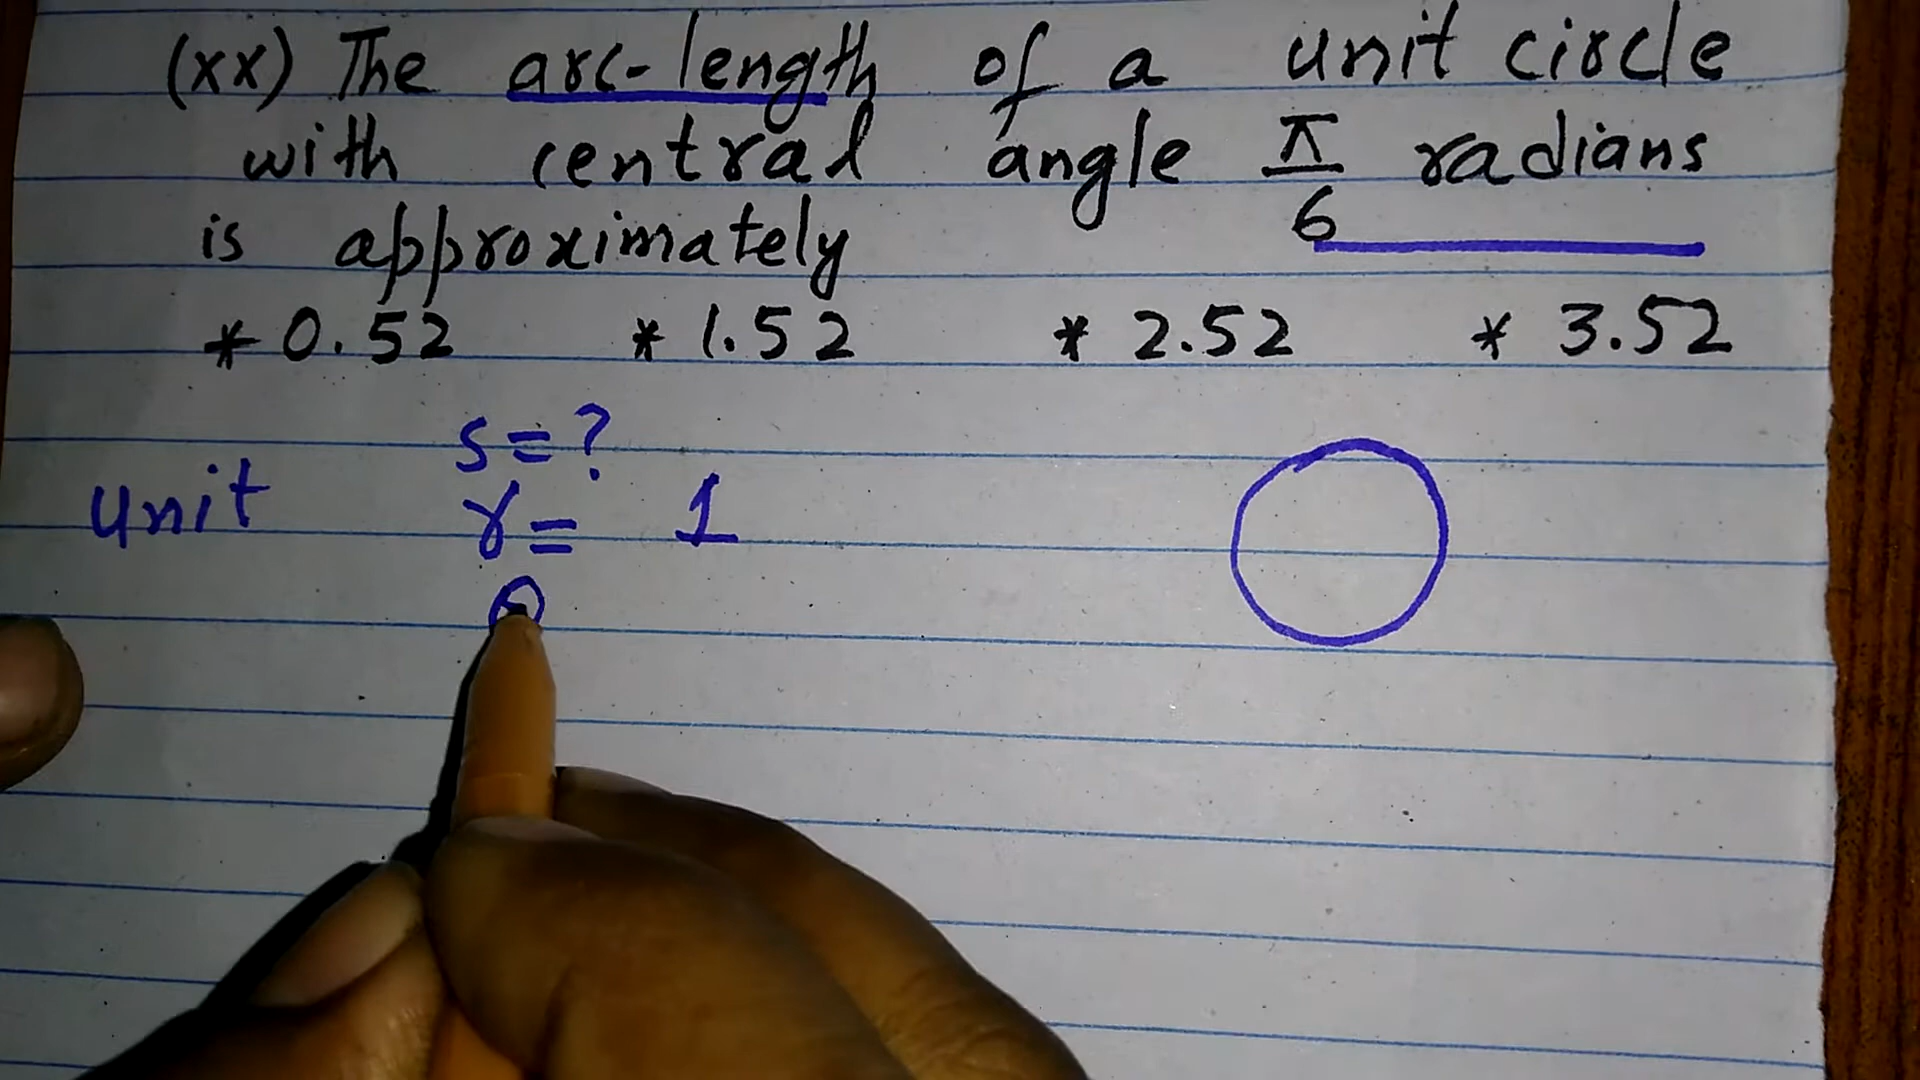 (xx) The arc-length of a unit circle
with central angle π/6 radians
is approximately
* 0.52 * 1.52 * 2.52 * 3.52
s = ?
unit r = 1
θ